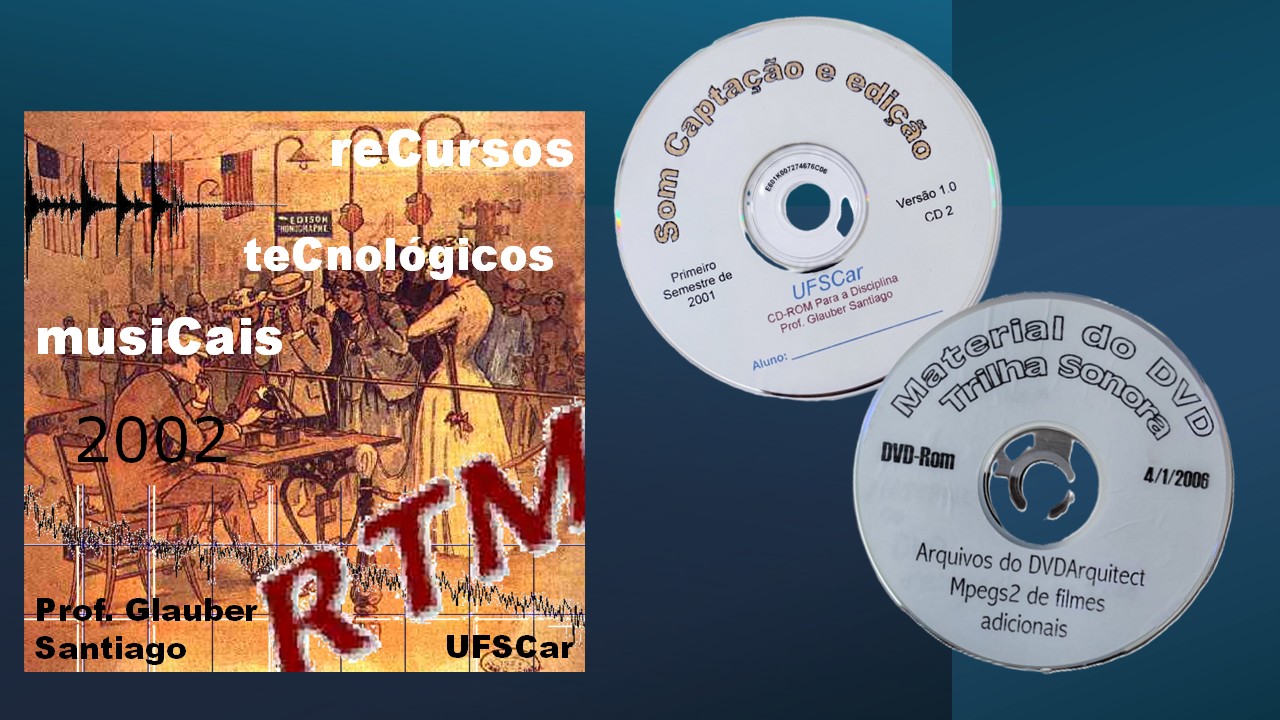 reCursos
teCnológicos
musiCais
2002
EDISON
PHONOGRAPHE
RTM
Prof. Glauber
Santiago
UFSCar
Som Captação e edição
E601K007274676C06
Versão 1.0
CD 2
Primeiro
Semestre de
2001
UFSCar
CD-ROM Para a Disciplina
Prof. Glauber Santiago
Aluno:
Material do DVD
Trilha Sonora
DVD-Rom
4/1/2006
Arquivos do DVDArquitect
Mpegs2 de filmes
adicionais